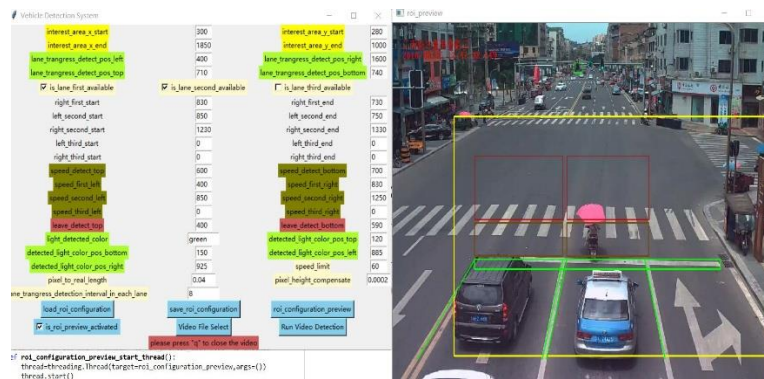 Vehicle Detection System
interest_area_x_start 300 interest_area_y_start 280
interest_area_x_end 1850 interest_area_y_end 1000
lane_trangress_detect_pos_left 400 lane_trangress_detect_pos_right 1600
lane_trangress_detect_pos_top 710 lane_trangress_detect_pos_bottom 740
is_lane_first_available is_lane_second_available is_lane_third_available
right_first_start 830 right_first_end 730
left_second_start 850 left_second_end 750
right_second_start 1230 right_second_end 1330
left_third_start 0 left_third_end 0
right_third_start 0 right_third_end 0
speed_detect_top 600 speed_detect_bottom 700
speed_first_left 400 speed_first_right 830
speed_second_left 850 speed_second_right 1250
speed_third_left 0 speed_third_right 0
leave_detect_top 400 leave_detect_bottom 590
light_detected_color green detected_light_color_pos_top 120
detected_light_color_pos_bottom 150 detected_light_color_pos_left 885
detected_light_color_pos_right 925 speed_limit 60
pixel_to_real_length 0.04 pixel_height_compensate 0.0002
ane_trangress_detection_interval_in_each_lane 8
load_roi_configuration save_roi_configuration roi_configuration_preview
is_roi_preview_activated Video File Select Run Video Detection
please press "q" to close the video
roi_configuration_preview_start_thread():
thread=threading.Thread(target=roi_configuration_preview,args=())
thread.start()
roi_preview